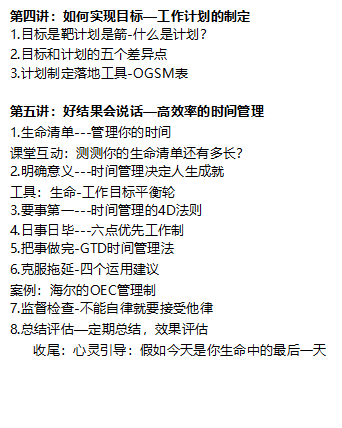 第四讲：如何实现目标—工作计划的制定
1.目标是靶计划是箭-什么是计划？
2.目标和计划的五个差异点
3.计划制定落地工具-OGSM表
第五讲：好结果会说话—高效率的时间管理
1.生命清单---管理你的时间
课堂互动：测测你的生命清单还有多长？
2.明确意义---时间管理决定人生成就
工具：生命-工作目标平衡轮
3.要事第一---时间管理的4D法则
4.日事日毕---六点优先工作制
5.把事做完-GTD时间管理法
6.克服拖延-四个运用建议
案例：海尔的OEC管理制
7.监督检查-不能自律就要接受他律
8.总结评估—定期总结，效果评估
收尾：心灵引导：假如今天是你生命中的最后一天